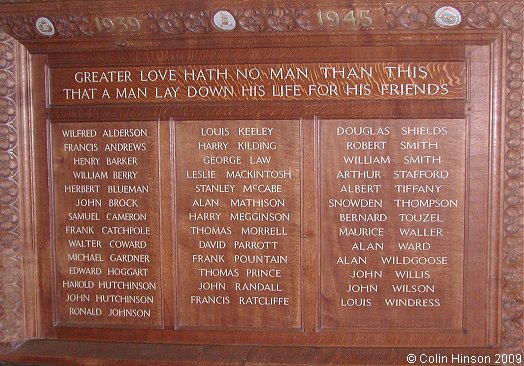 1939 1945
GREATER LOVE HATH NO MAN THAN THIS
THAT A MAN LAY DOWN HIS LIFE FOR HIS FRIENDS
WILFRED ALDERSON
FRANCIS ANDREWS
HENRY BARKER
WILLIAM BERRY
HERBERT BLUEMAN
JOHN BROCK
SAMUEL CAMERON
FRANK CATCHPOLE
WALTER COWARD
MICHAEL GARDNER
EDWARD HOGGART
HAROLD HUTCHINSON
JOHN HUTCHINSON
RONALD JOHNSON
LOUIS KEELEY
HARRY KILDING
GEORGE LAW
LESLIE MACKINTOSH
STANLEY McCABE
ALAN MATHISON
HARRY MEGGINSON
THOMAS MORRELL
DAVID PARROTT
FRANK POUNTAIN
THOMAS PRINCE
JOHN RANDALL
FRANCIS RATCLIFFE
DOUGLAS SHIELDS
ROBERT SMITH
WILLIAM SMITH
ARTHUR STAFFORD
ALBERT TIFFANY
SNOWDEN THOMPSON
BERNARD TOUZEL
MAURICE WALLER
ALAN WARD
ALAN WILDGOOSE
JOHN WILLIS
JOHN WILSON
LOUIS WINDRESS
© Colin Hinson 2009